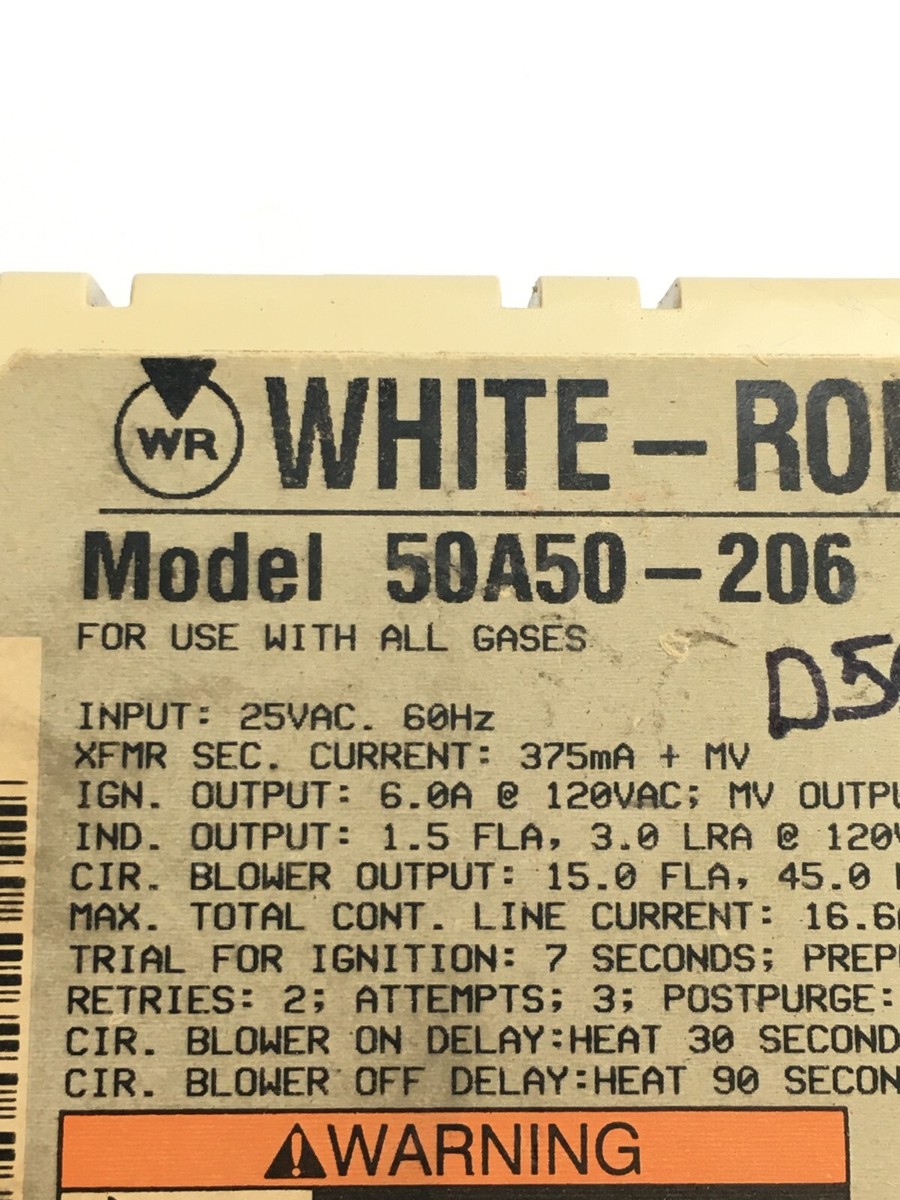 WR WHITE-RO
Model 50A50-206
FOR USE WITH ALL GASES
D5
INPUT: 25VAC. 60Hz
XFMR SEC. CURRENT: 375mA + MV
IGN. OUTPUT: 6.0A @ 120VAC; MV OUTPU
IND. OUTPUT: 1.5 FLA, 3.0 LRA @ 120V
CIR. BLOWER OUTPUT: 15.0 FLA, 45.0
MAX. TOTAL CONT. LINE CURRENT: 16.6A
TRIAL FOR IGNITION: 7 SECONDS; PREP
RETRIES: 2; ATTEMPTS; 3; POSTPURGE:
CIR. BLOWER ON DELAY:HEAT 30 SECOND
CIR. BLOWER OFF DELAY:HEAT 90 SECON
WARNING